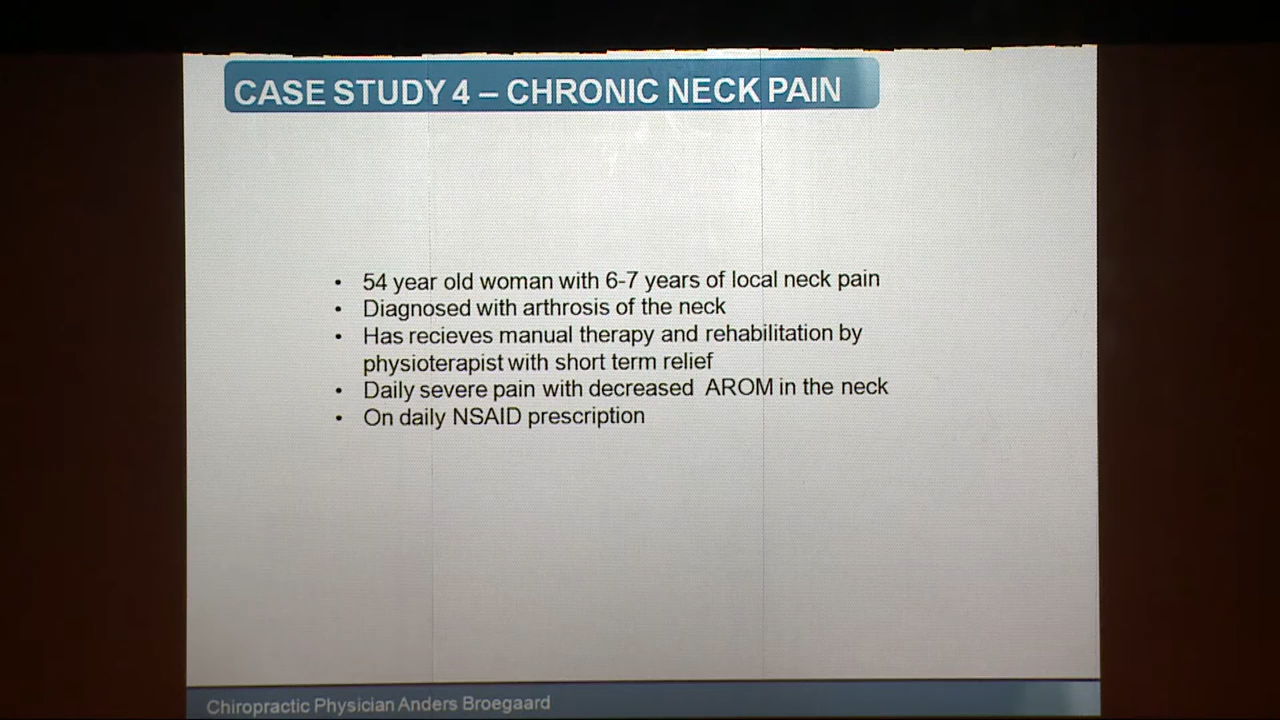 CASE STUDY 4 – CHRONIC NECK PAIN
• 54 year old woman with 6-7 years of local neck pain
• Diagnosed with arthrosis of the neck
• Has recieves manual therapy and rehabilitation by
physioterapist with short term relief
• Daily severe pain with decreased AROM in the neck
• On daily NSAID prescription
Chiropractic Physician Anders Broegaard